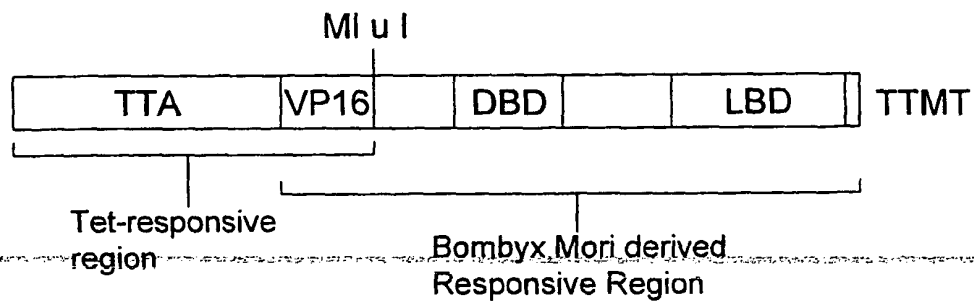 Ml u I
TTA VP16 DBD LBD TTMT
Tet-responsive
region
Bombyx Mori derived
Responsive Region